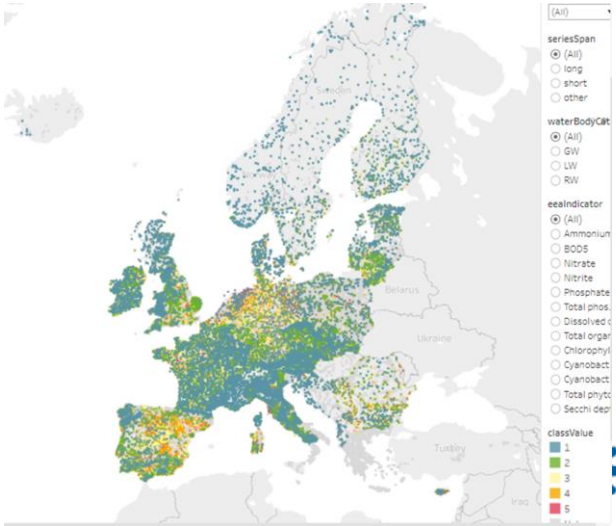 (All)
seriesSpan
(All)
long
short
other
waterBodyCat
(All)
GW
LW
RW
eeaIndicator
(All)
Ammonium
BOD5
Nitrate
Nitrite
Phosphate
Total phos.
Dissolved
Total organ
Chlorophyl
Cyanobact
Cyanobact
Total phyto
Secchi dep
classValue
1
2
3
4
5
Sweden
Belarus
Ukraine
Turkey
Iraq